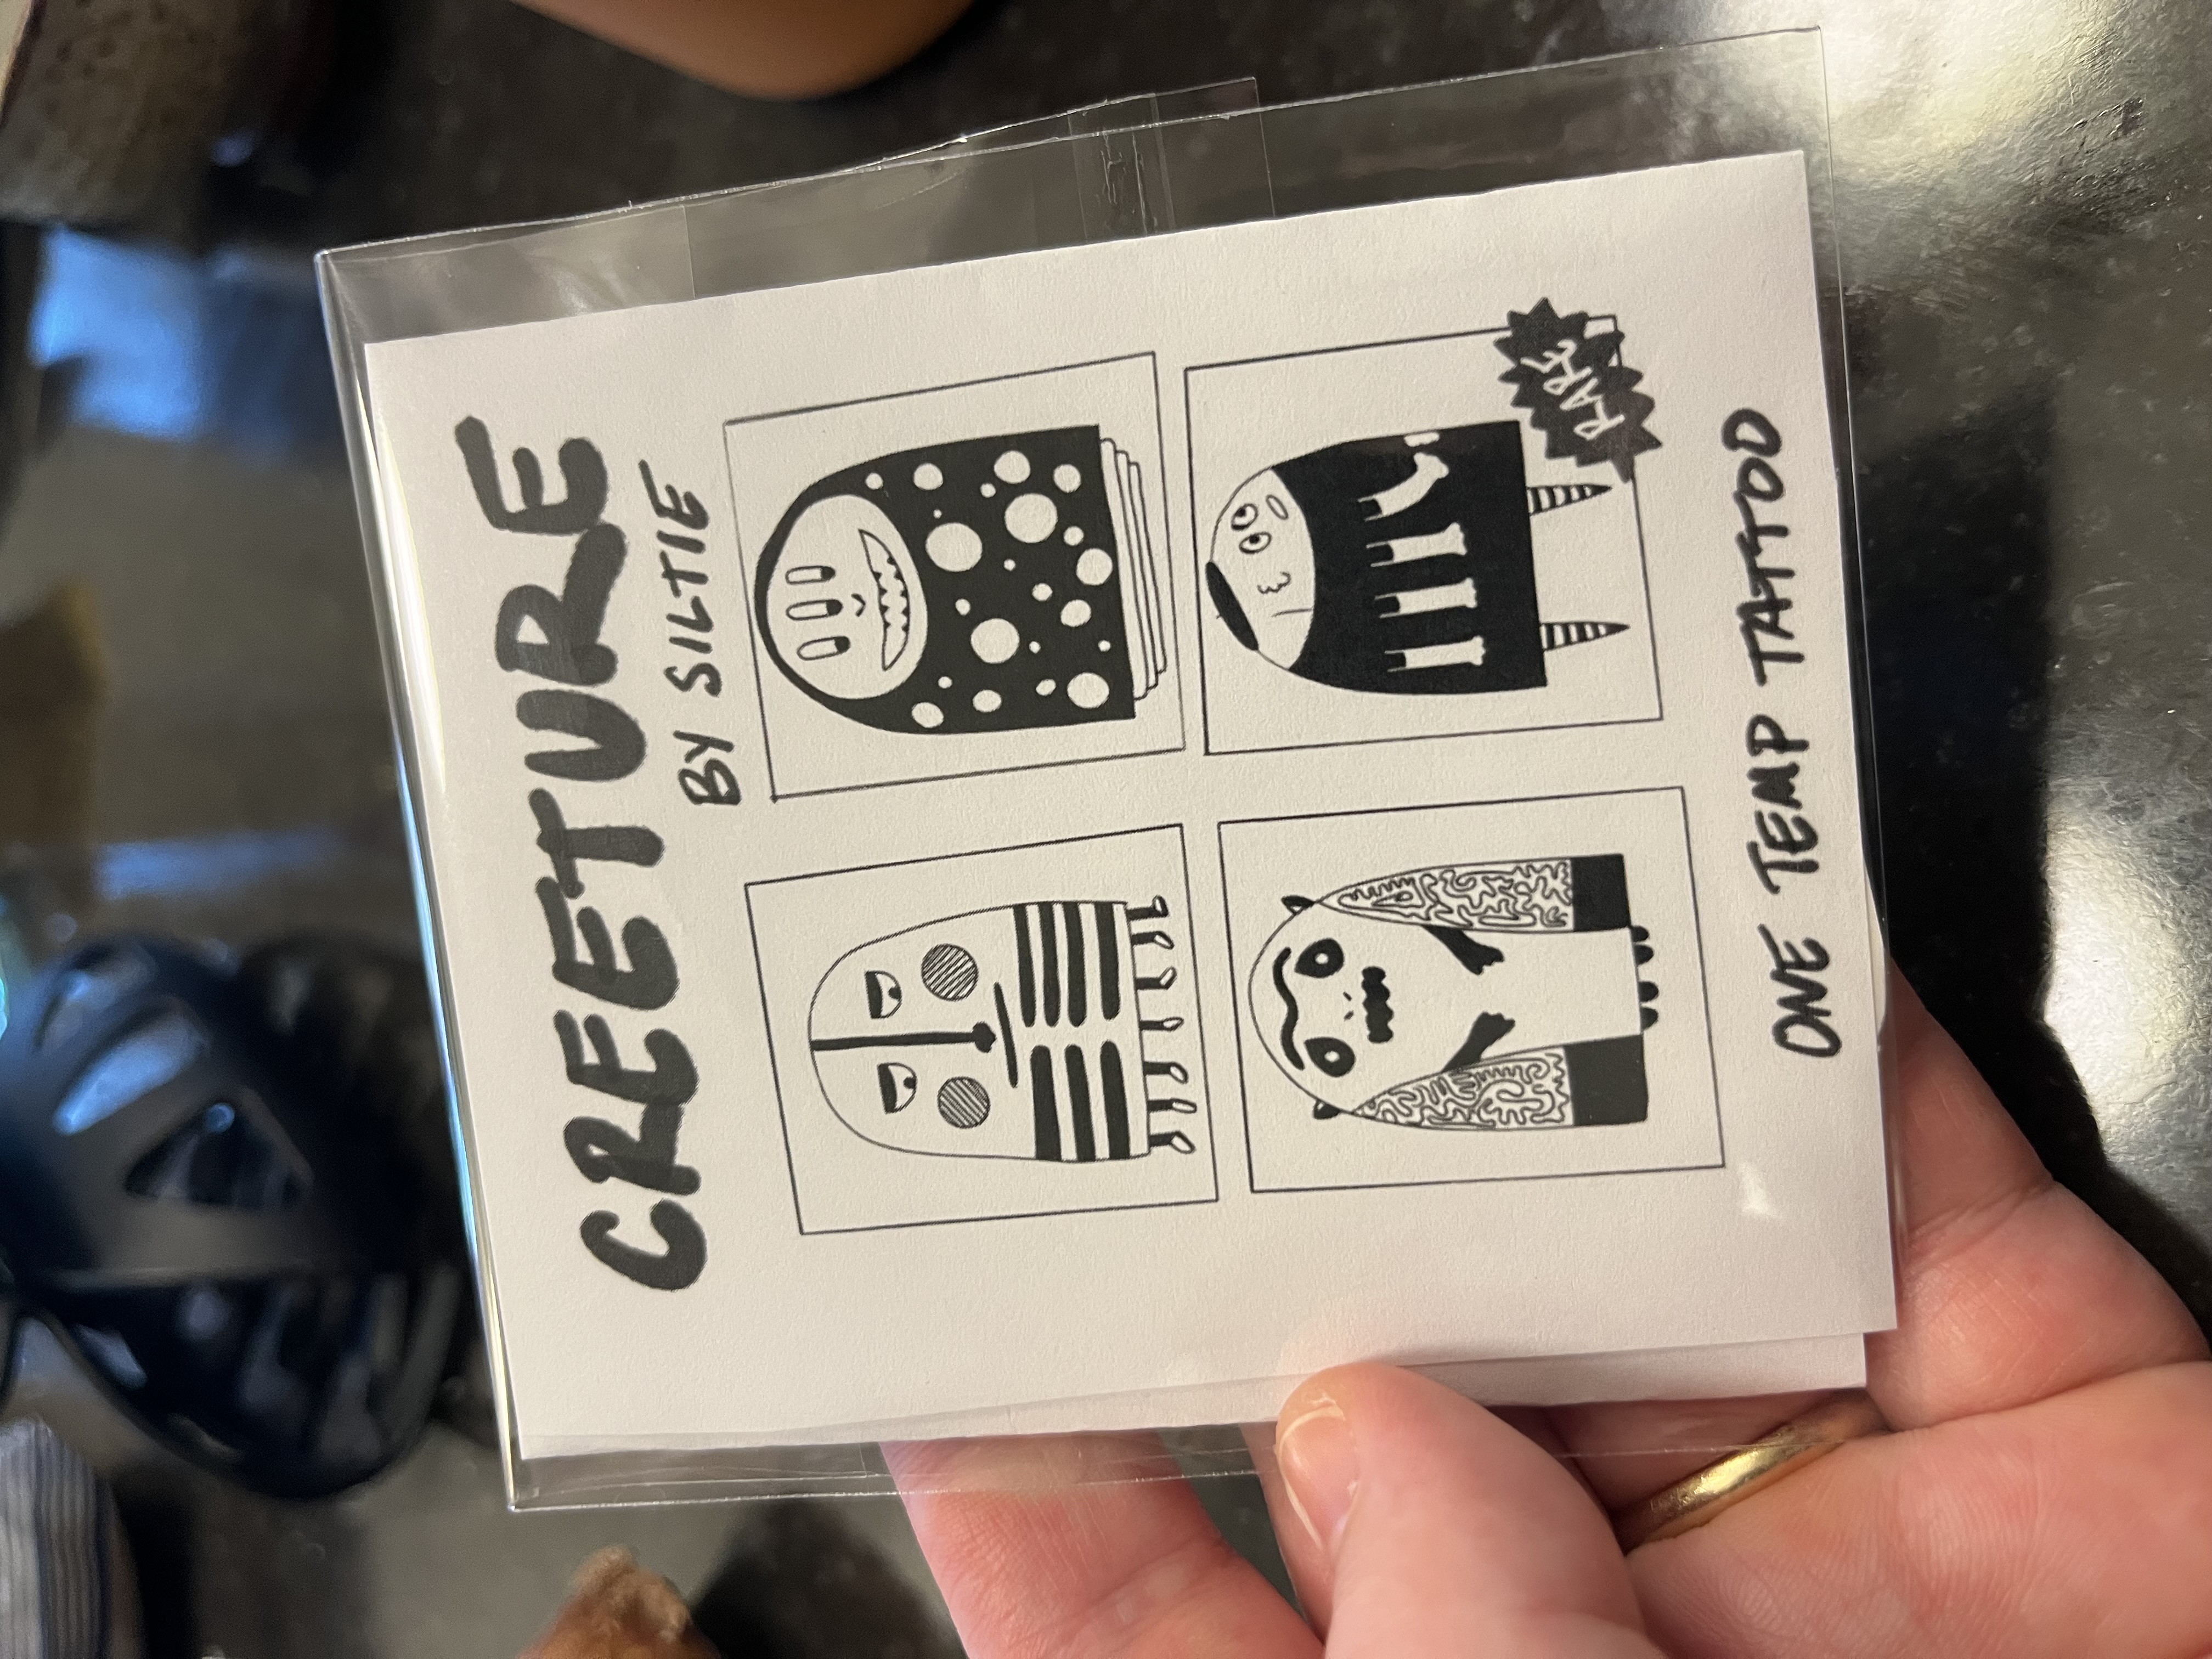 CREETURE
BY SILTIE
RARE
ONE TEMP TATTOO